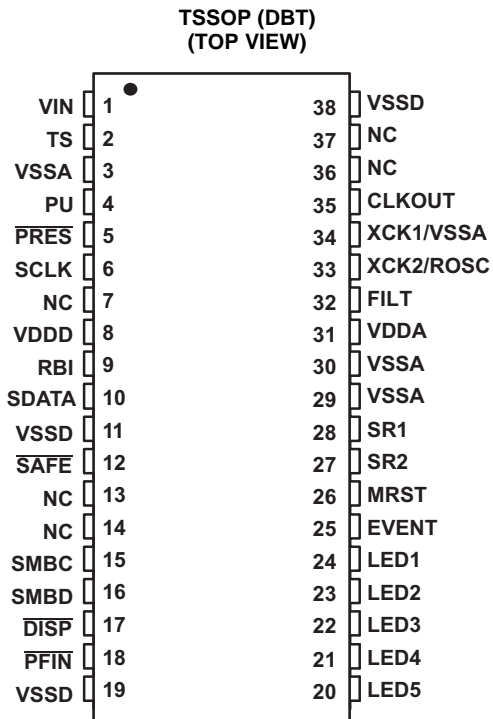 TSSOP (DBT)
(TOP VIEW)
VIN 1 38 VSSD
TS 2 37 NC
VSSA 3 36 NC
PU 4 35 CLKOUT
PRES 5 34 XCK1/VSSA
SCLK 6 33 XCK2/ROSC
NC 7 32 FILT
VDDD 8 31 VDDA
RBI 9 30 VSSA
SDATA 10 29 VSSA
VSSD 11 28 SR1
SAFE 12 27 SR2
NC 13 26 MRST
NC 14 25 EVENT
SMBC 15 24 LED1
SMBD 16 23 LED2
DISP 17 22 LED3
PFIN 18 21 LED4
VSSD 19 20 LED5